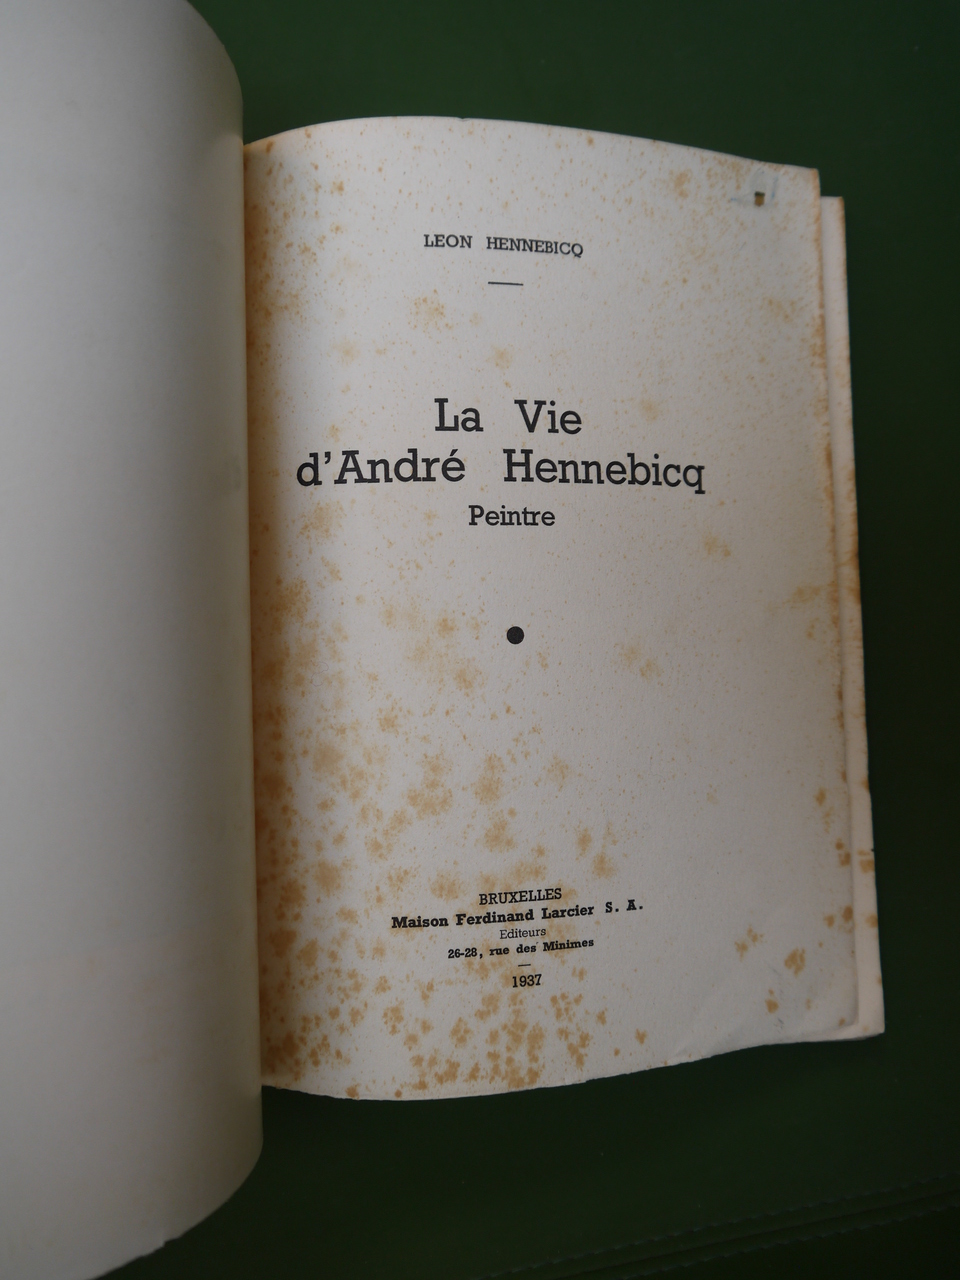 LEON HENNEBICQ
La Vie
d'André Hennebicq
Peintre
BRUXELLES
Maison Ferdinand Larcier S. A.
Editeurs
26-28, rue des Minimes
1937